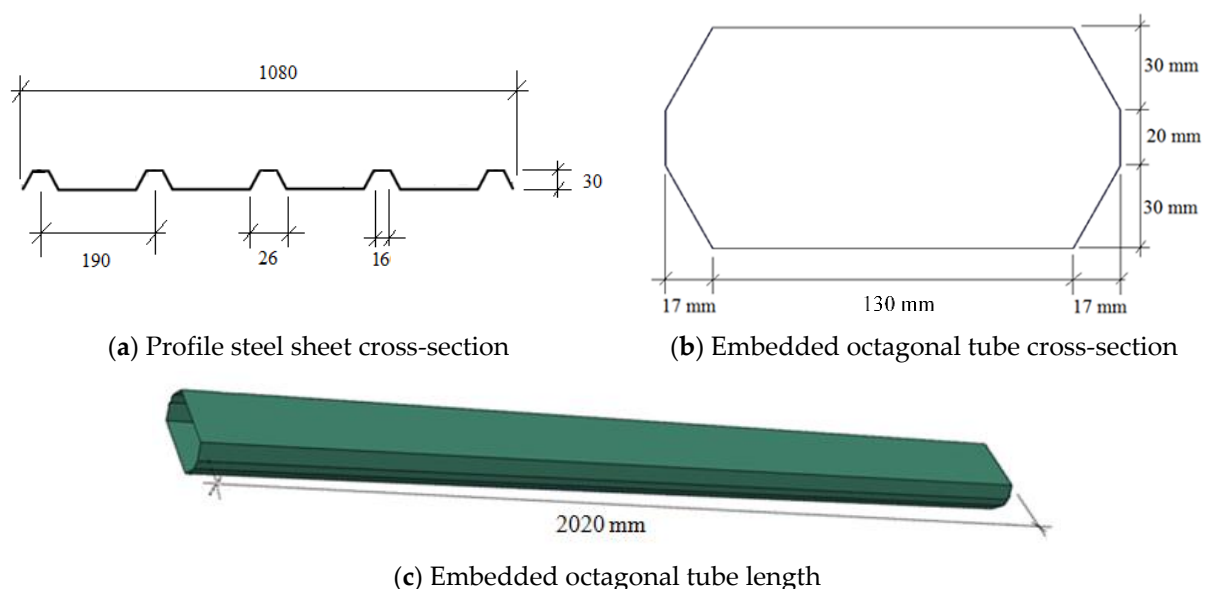 1080
30
190
26
16
30 mm
20 mm
30 mm
17 mm
130 mm
17 mm
(a) Profile steel sheet cross-section
(b) Embedded octagonal tube cross-section
2020 mm
(c) Embedded octagonal tube length